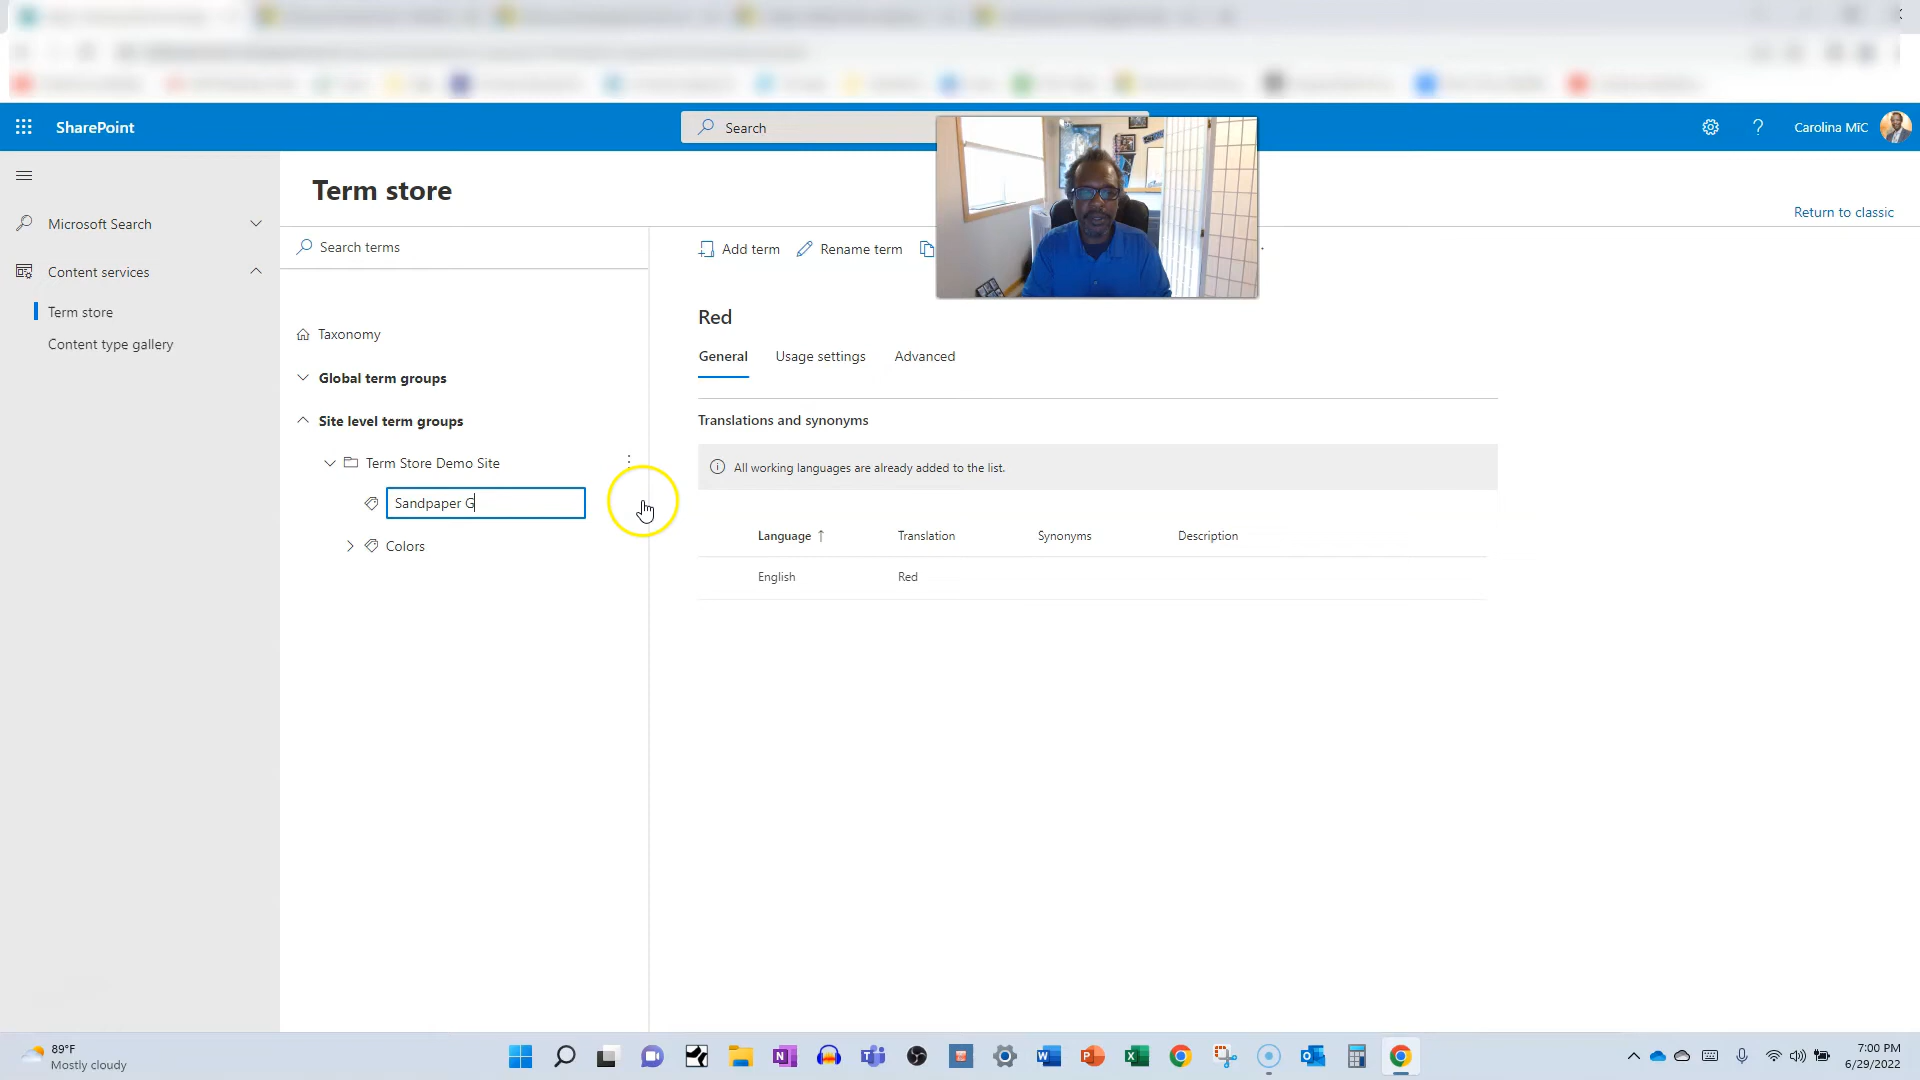 SharePoint
Search
Carolina MiC
Microsoft Search
Content services
Term store
Content type gallery
Term store
Return to classic
Search terms
Taxonomy
Global term groups
Site level term groups
Term Store Demo Site
Sandpaper G
Colors
Add term
Rename term
Red
General
Usage settings
Advanced
Translations and synonyms
All working languages are already added to the list.
Language ↑ Translation Synonyms Description
English Red
89°F
Mostly cloudy
7:00 PM
6/29/2022